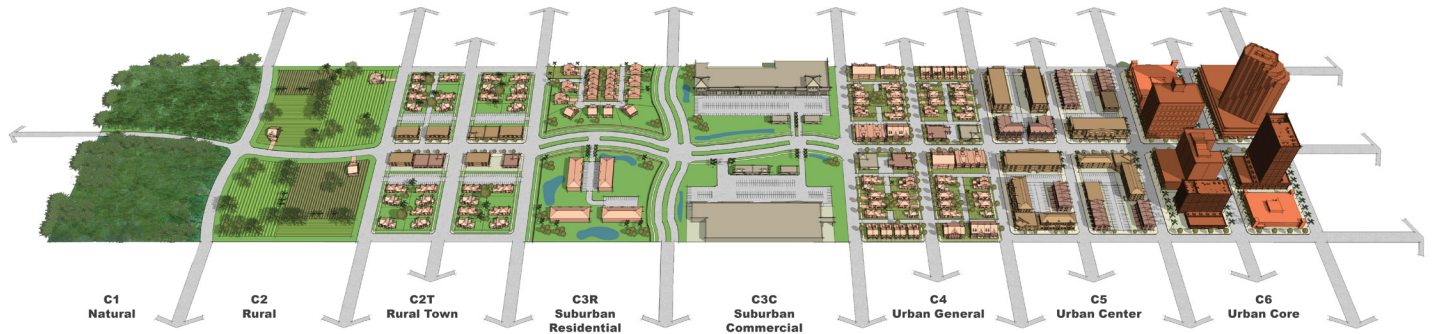 C1
Natural
C2
Rural
C2T
Rural Town
C3R
Suburban
Residential
C3C
Suburban
Commercial
C4
Urban General
C5
Urban Center
C6
Urban Core